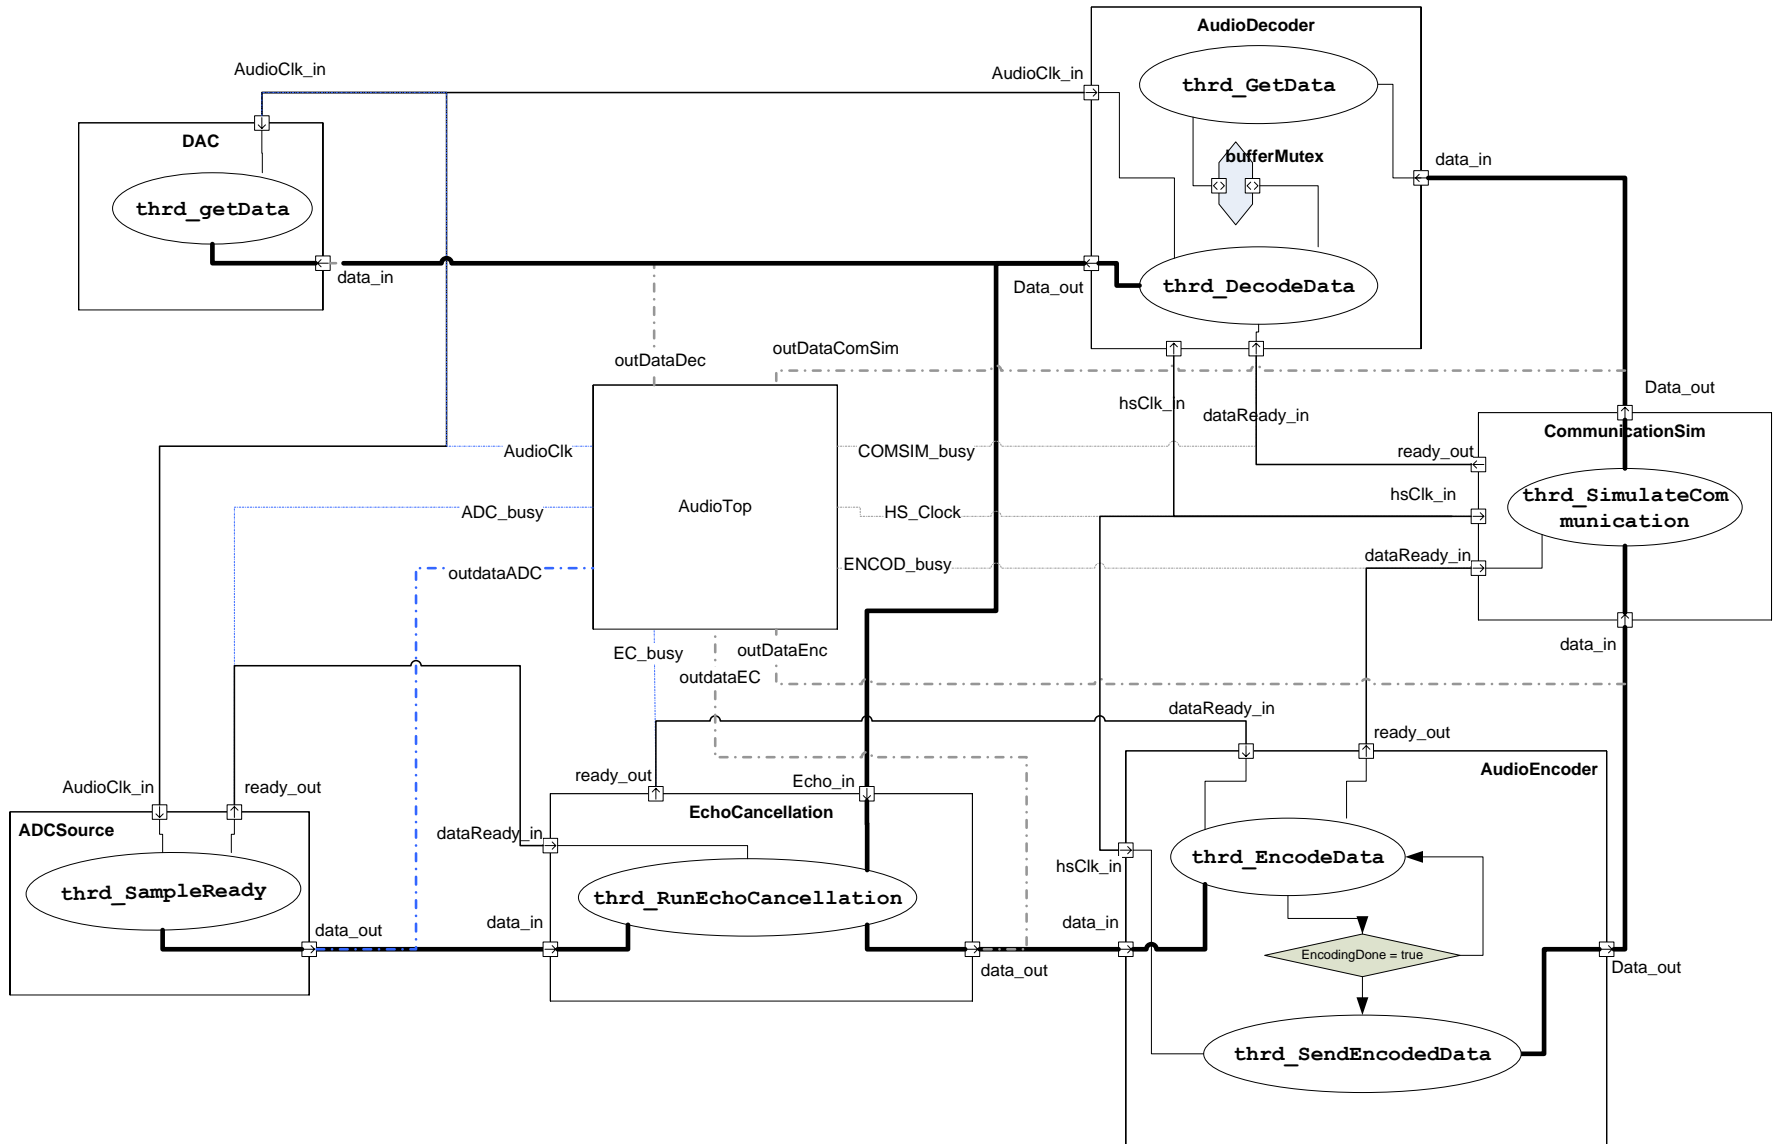 AudioDecoder
AudioClk_in
AudioClk_in
thrd_GetData
DAC
bufferMutex
data_in
thrd_getData
data_in
Data_out
thrd_DecodeData
outDataDec
outDataComSim
hsClk_in
dataReady_in
Data_out
CommunicationSim
AudioClk
COMSIM_busy
ready_out
thrd_SimulateCom
munication
hsClk_in
AudioTop
ADC_busy
HS_Clock
dataReady_in
outdataADC
ENCOD_busy
EC_busy
outDataEnc
outdataEC
data_in
dataReady_in
ready_out
AudioClk_in
ready_out
ready_out
Echo_in
AudioEncoder
ADCSource
EchoCancellation
dataReady_in
hsClk_in
thrd_EncodeData
thrd_SampleReady
thrd_RunEchoCancellation
data_out
data_in
data_in
EncodingDone = true
data_out
Data_out
thrd_SendEncodedData